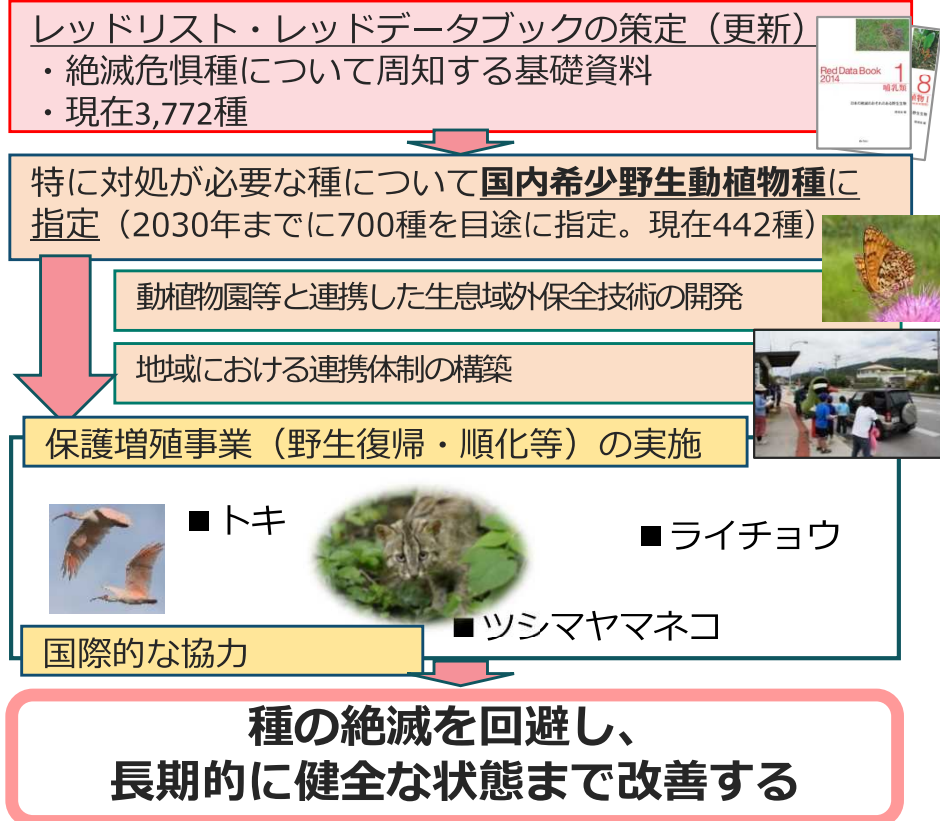 レッドリスト・レッドデータブックの策定（更新）
・絶滅危惧種について周知する基礎資料
・現在3,772種
Red Data Book
2014
1
哺乳類
8
特に対処が必要な種について国内希少野生動植物種に
指定（2030年までに700種を目途に指定。現在442種）
動植物園等と連携した生息域外保全技術の開発
地域における連携体制の構築
保護増殖事業（野生復帰・順化等）の実施
■トキ
■ライチョウ
■ツシマヤマネコ
国際的な協力
種の絶滅を回避し、
長期的に健全な状態まで改善する